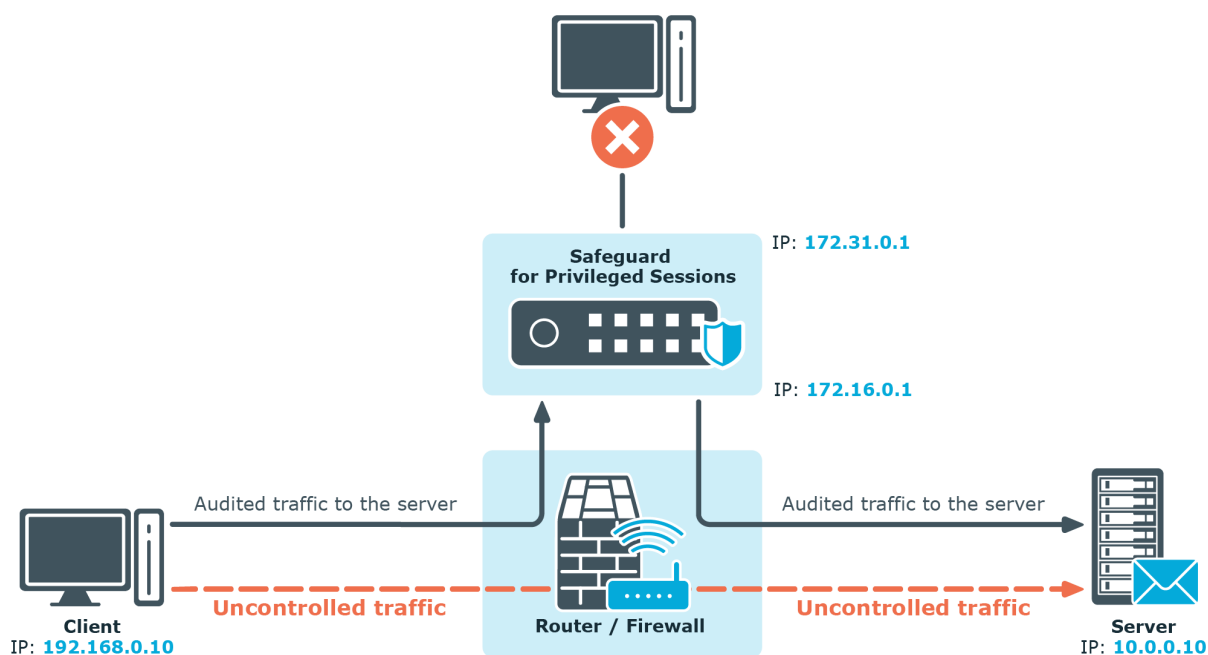 IP: 172.31.0.1
Safeguard
for Privileged Sessions
IP: 172.16.0.1
Audited traffic to the server
Audited traffic to the server
Uncontrolled traffic
Uncontrolled traffic
Client
IP: 192.168.0.10
Router / Firewall
Server
IP: 10.0.0.10